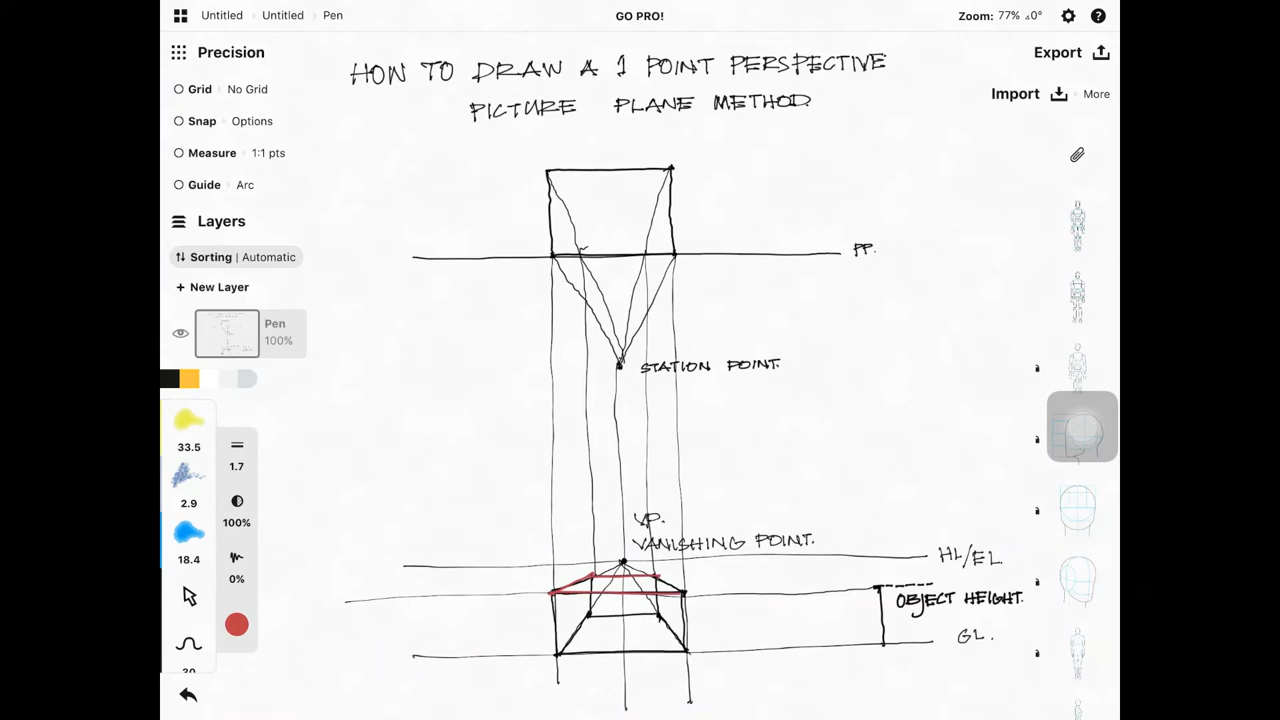 Untitled › Untitled › Pen
GO PRO!
Zoom: 77% ⊿0°
Precision
Grid › No Grid
Snap › Options
Measure › 1:1 pts
Guide › Arc
Layers
Sorting | Automatic
+ New Layer
Pen
100%
33.5
2.9
18.4
30
1.7
100%
0%
Export
Import
More
HOW TO DRAW A 1 POINT PERSPECTIVE
PICTURE PLANE METHOD
PP.
STATION POINT.
VP.
VANISHING POINT.
HL/EL.
OBJECT HEIGHT.
GL.